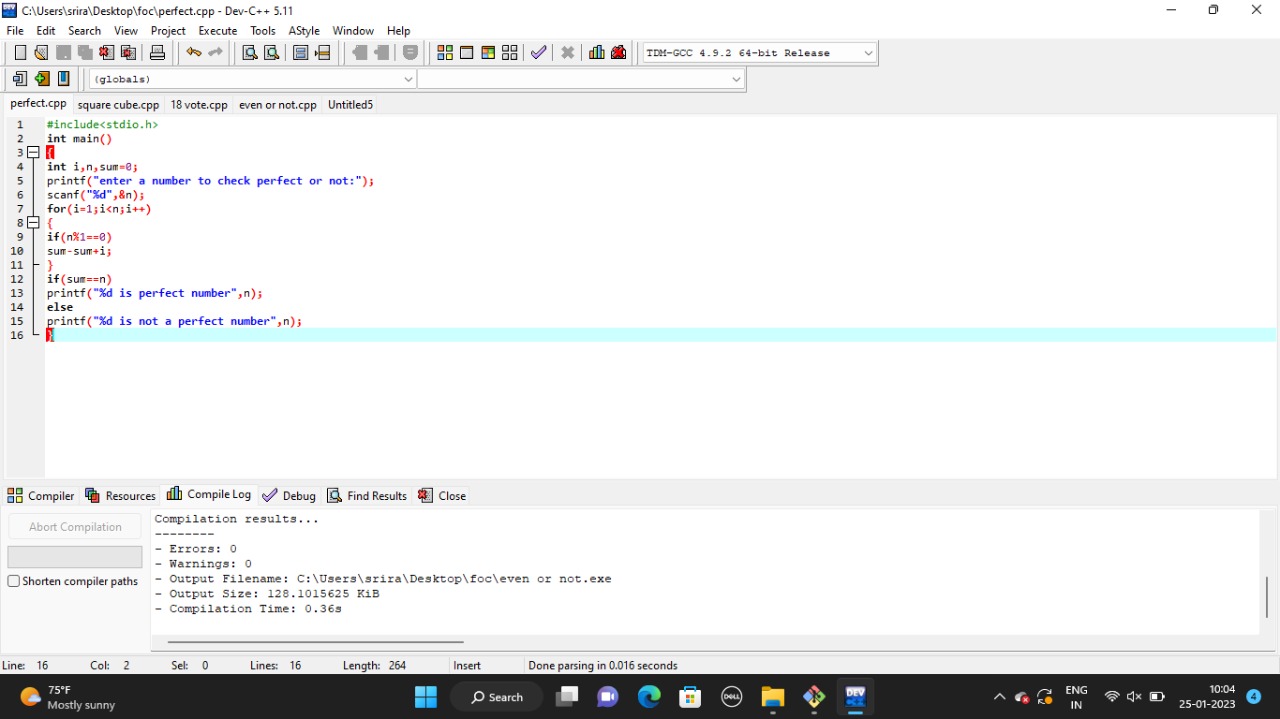 C:\Users\srira\Desktop\foc\perfect.cpp - Dev-C++ 5.11
File Edit Search View Project Execute Tools AStyle Window Help
TDM-GCC 4.9.2 64-bit Release
(globals)
perfect.cpp square cube.cpp 18 vote.cpp even or not.cpp Untitled5
1 #include<stdio.h>
2 int main()
3 {
4 int i,n,sum=0;
5 printf("enter a number to check perfect or not:");
6 scanf("%d",&n);
7 for(i=1;i<n;i++)
8 {
9 if(n%1==0)
10 sum-sum+i;
11 }
12 if(sum==n)
13 printf("%d is perfect number",n);
14 else
15 printf("%d is not a perfect number",n);
16 }
Compiler Resources Compile Log Debug Find Results Close
Abort Compilation
Shorten compiler paths
Compilation results...
--------
- Errors: 0
- Warnings: 0
- Output Filename: C:\Users\srira\Desktop\foc\even or not.exe
- Output Size: 128.1015625 KiB
- Compilation Time: 0.36s
Line: 16 Col: 2 Sel: 0 Lines: 16 Length: 264 Insert Done parsing in 0.016 seconds
75°F
Mostly sunny
Search
DELL
DEV
ENG
IN
10:04
25-01-2023
4